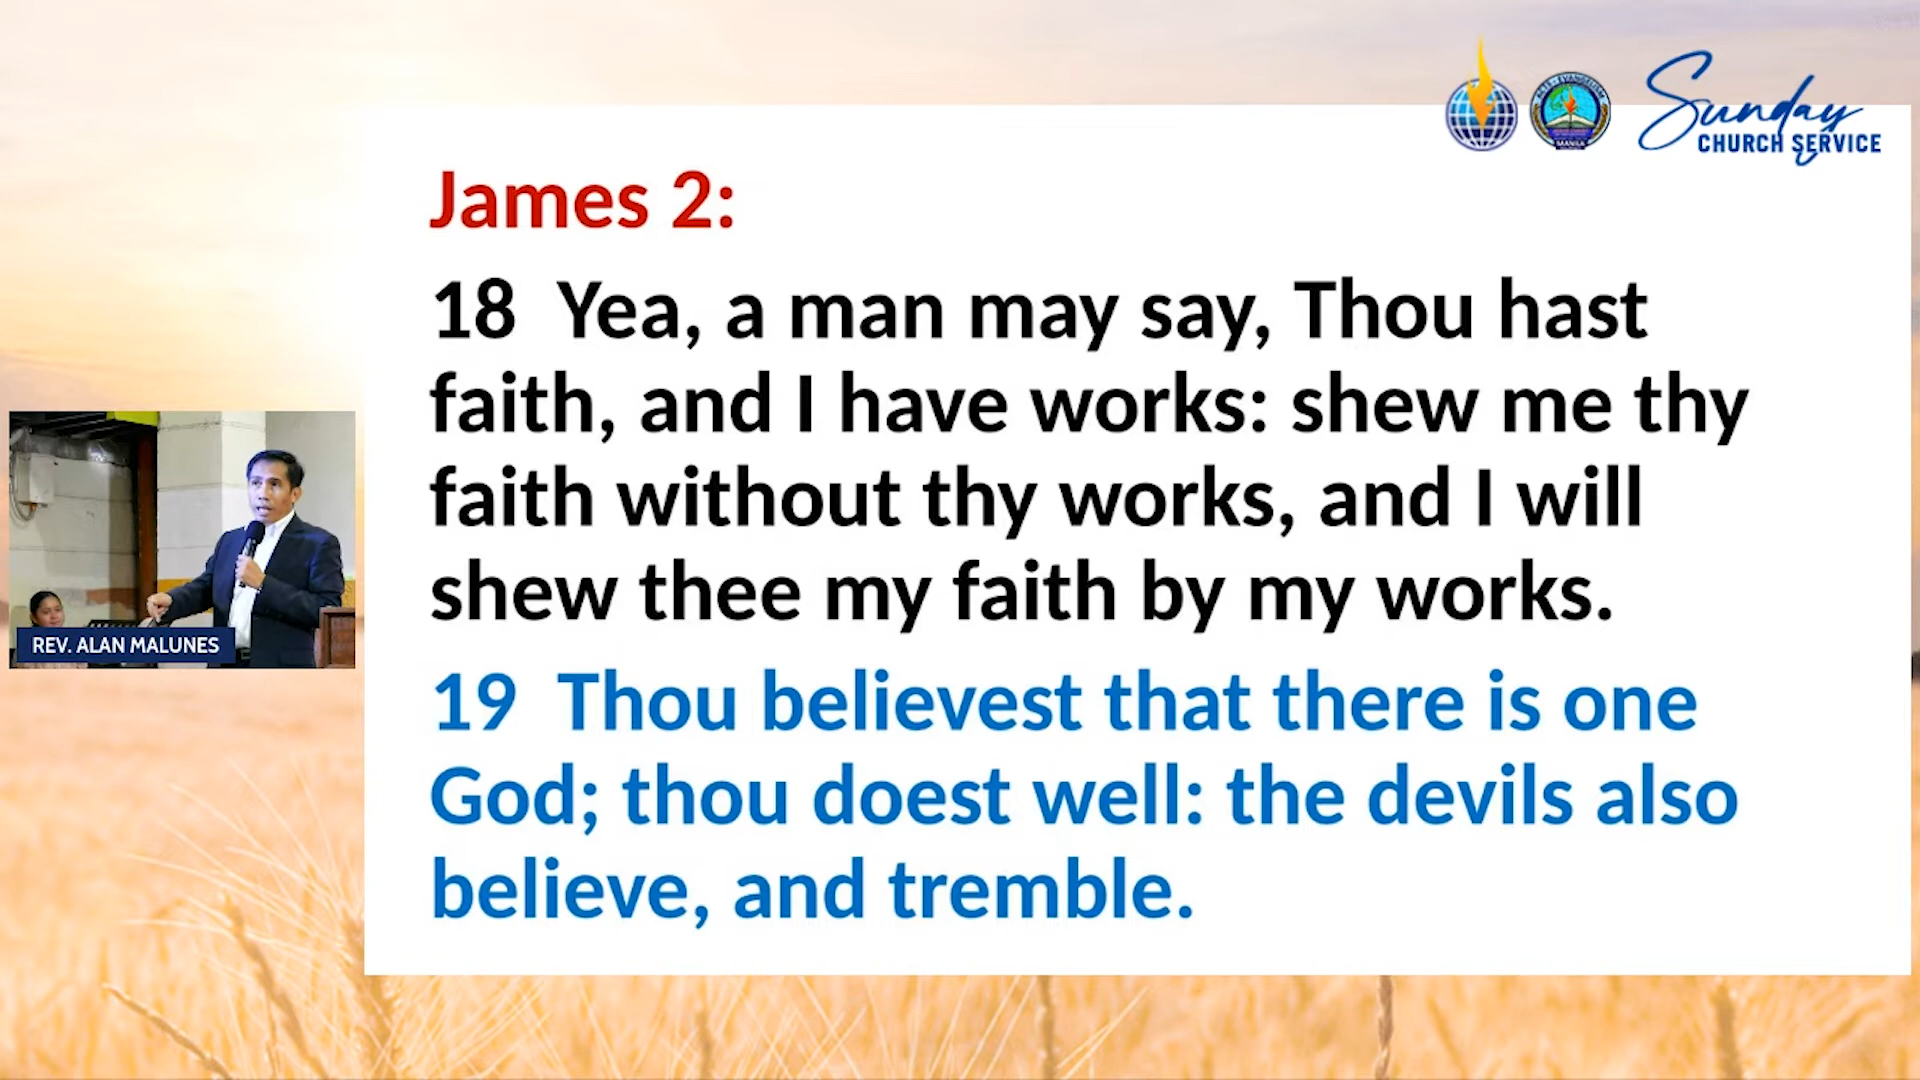 Sunday
CHURCH SERVICE
MANILA
James 2:
18 Yea, a man may say, Thou hast
faith, and I have works: shew me thy
faith without thy works, and I will
shew thee my faith by my works.
19 Thou believest that there is one
God; thou doest well: the devils also
believe, and tremble.
REV. ALAN MALUNES